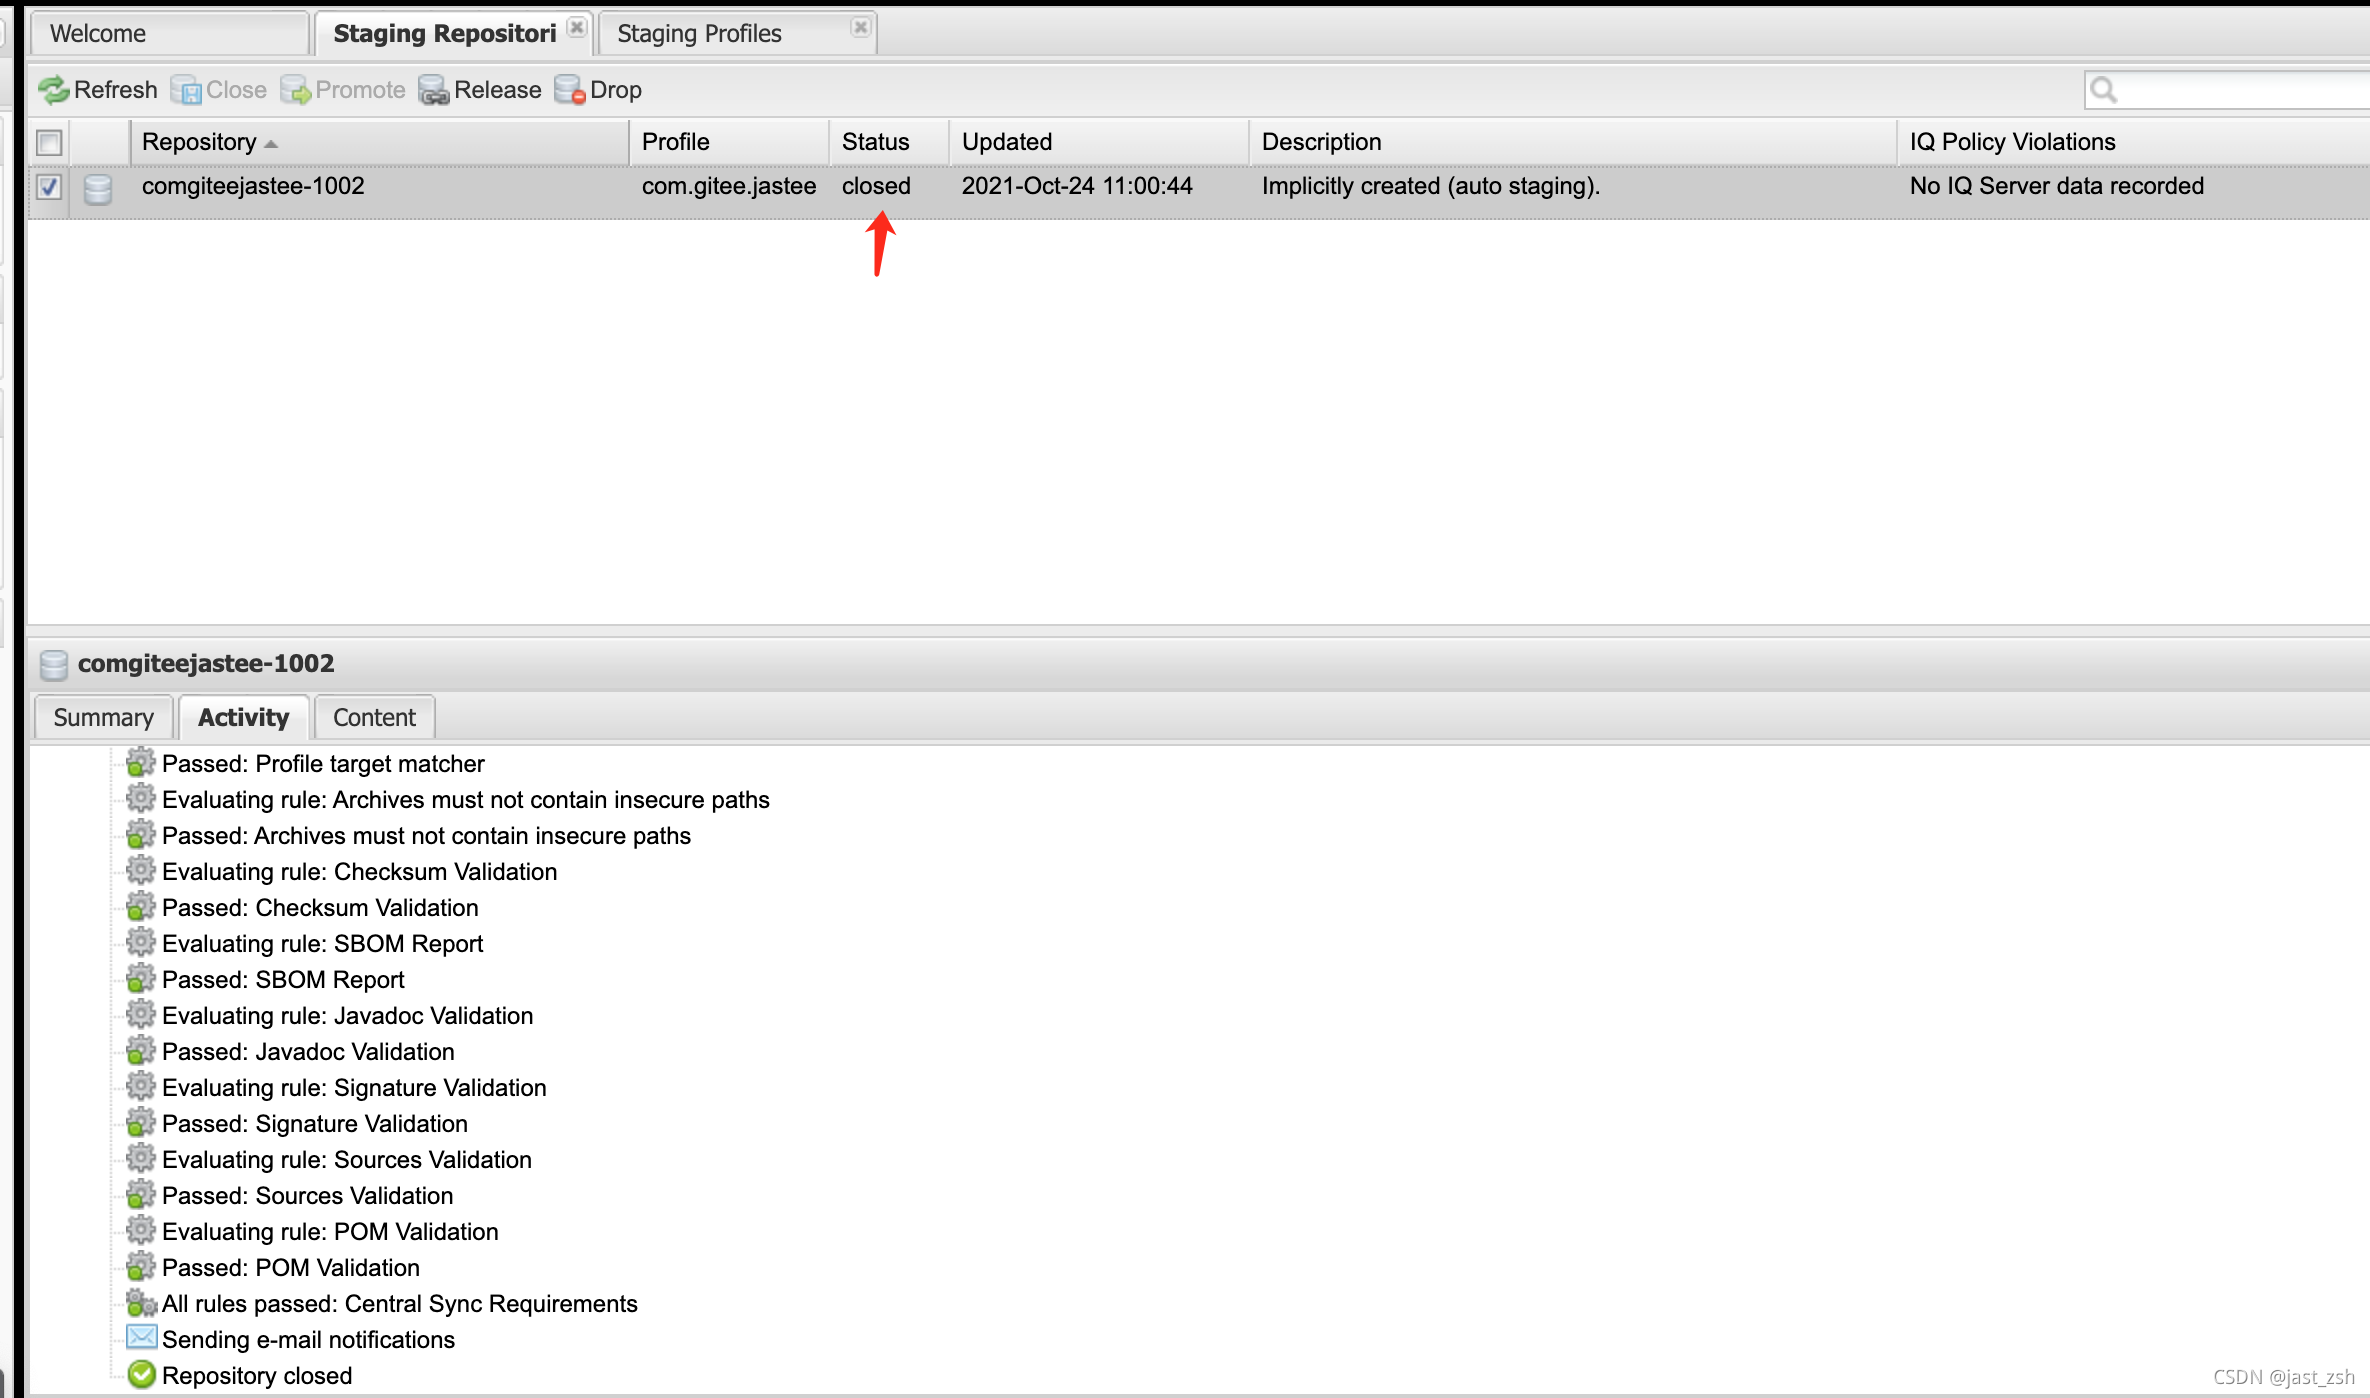 Welcome Staging Repositori Staging Profiles
Refresh Close Promote Release Drop
Repository Profile Status Updated Description IQ Policy Violations
comgiteejastee-1002 com.gitee.jastee closed 2021-Oct-24 11:00:44 Implicitly created (auto staging). No IQ Server data recorded
comgiteejastee-1002
Summary Activity Content
Passed: Profile target matcher
Evaluating rule: Archives must not contain insecure paths
Passed: Archives must not contain insecure paths
Evaluating rule: Checksum Validation
Passed: Checksum Validation
Evaluating rule: SBOM Report
Passed: SBOM Report
Evaluating rule: Javadoc Validation
Passed: Javadoc Validation
Evaluating rule: Signature Validation
Passed: Signature Validation
Evaluating rule: Sources Validation
Passed: Sources Validation
Evaluating rule: POM Validation
Passed: POM Validation
All rules passed: Central Sync Requirements
Sending e-mail notifications
Repository closed
CSDN @jast_zsh